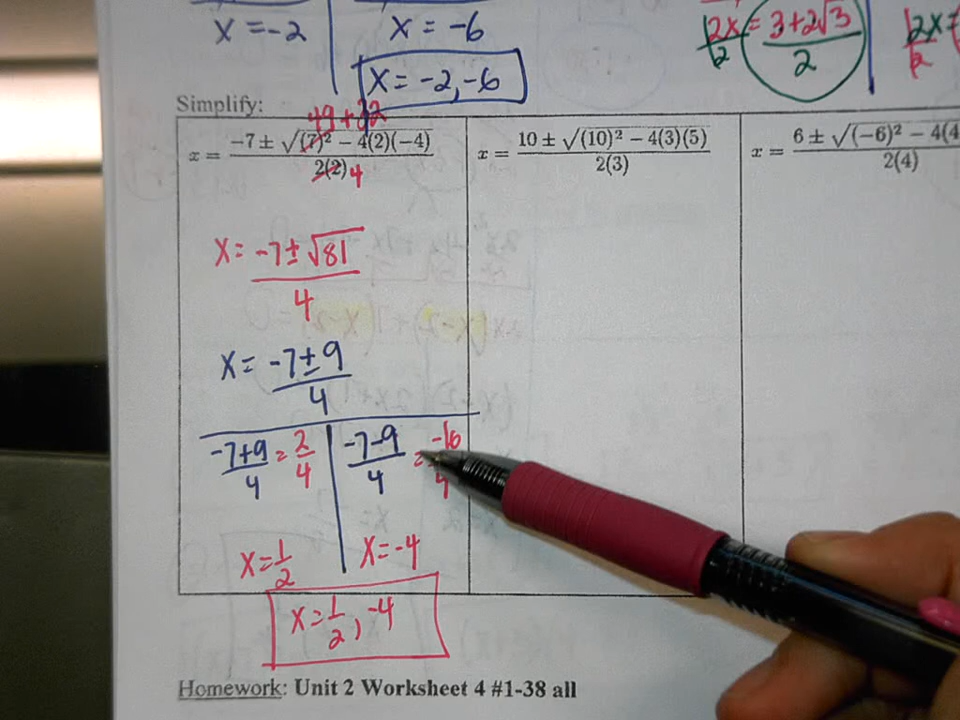 x = -2
x = -6
x = -2, -6
12x/2 = 3+2√3/2
Simplify:
49 + 32
x = -7 ± √(7)² - 4(2)(-4) / 2(2)
4
x = 10 ± √(10)² - 4(3)(5) / 2(3)
x = 6 ± √(-6)² - 4(4 / 2(4)
x = -7 ± √81 / 4
x = -7 ± 9 / 4
-7+9 / 4 = 2/4
-7-9 / 4 = -16/4
x = 1/2
x = -4
x = 1/2, -4
Homework: Unit 2 Worksheet 4 #1-38 all